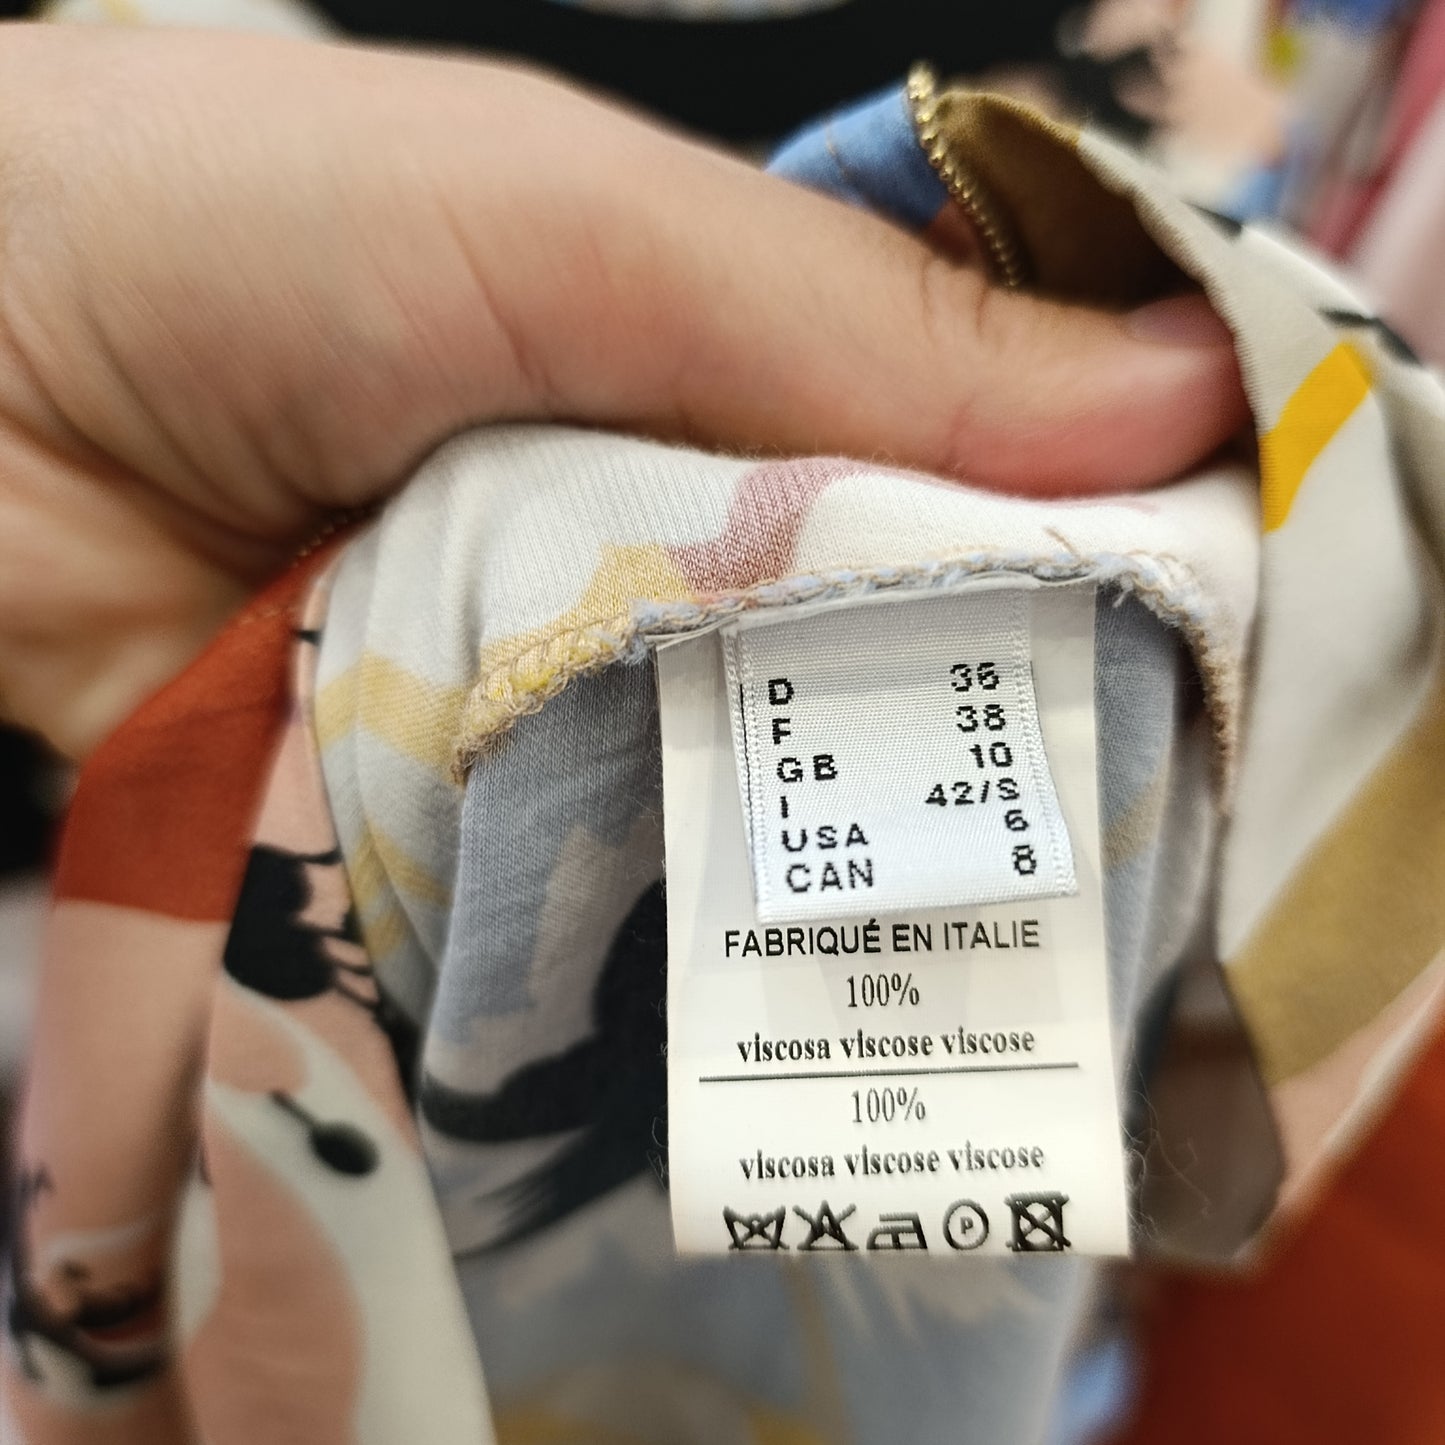 D 36
F 38
GB 10
I 42/S
USA 6
CAN 8
FABRIQUÉ EN ITALIE
100%
viscosa viscose viscose
100%
viscosa viscose viscose
P